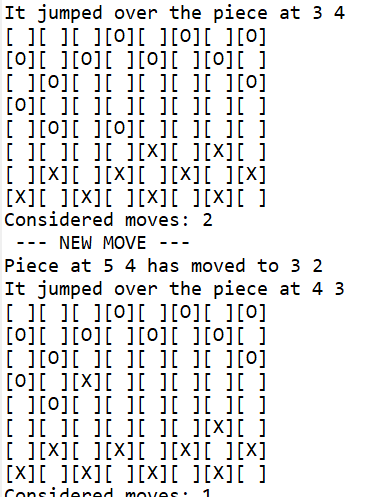 It jumped over the piece at 3 4
[ ][ ][ ][O][ ][O][ ][O]
[O][ ][O][ ][O][ ][O][ ]
[ ][O][ ][ ][ ][ ][ ][O]
[O][ ][ ][ ][ ][ ][ ][ ]
[ ][O][ ][O][ ][ ][ ][ ]
[ ][ ][ ][ ][X][ ][X][ ]
[ ][X][ ][X][ ][X][ ][X]
[X][ ][X][ ][X][ ][X][ ]
Considered moves: 2
 --- NEW MOVE ---
Piece at 5 4 has moved to 3 2
It jumped over the piece at 4 3
[ ][ ][ ][O][ ][O][ ][O]
[O][ ][O][ ][O][ ][O][ ]
[ ][O][ ][ ][ ][ ][ ][O]
[O][ ][X][ ][ ][ ][ ][ ]
[ ][O][ ][ ][ ][ ][ ][ ]
[ ][ ][ ][ ][ ][ ][X][ ]
[ ][X][ ][X][ ][X][ ][X]
[X][ ][X][ ][X][ ][X][ ]
Considered moves: 1